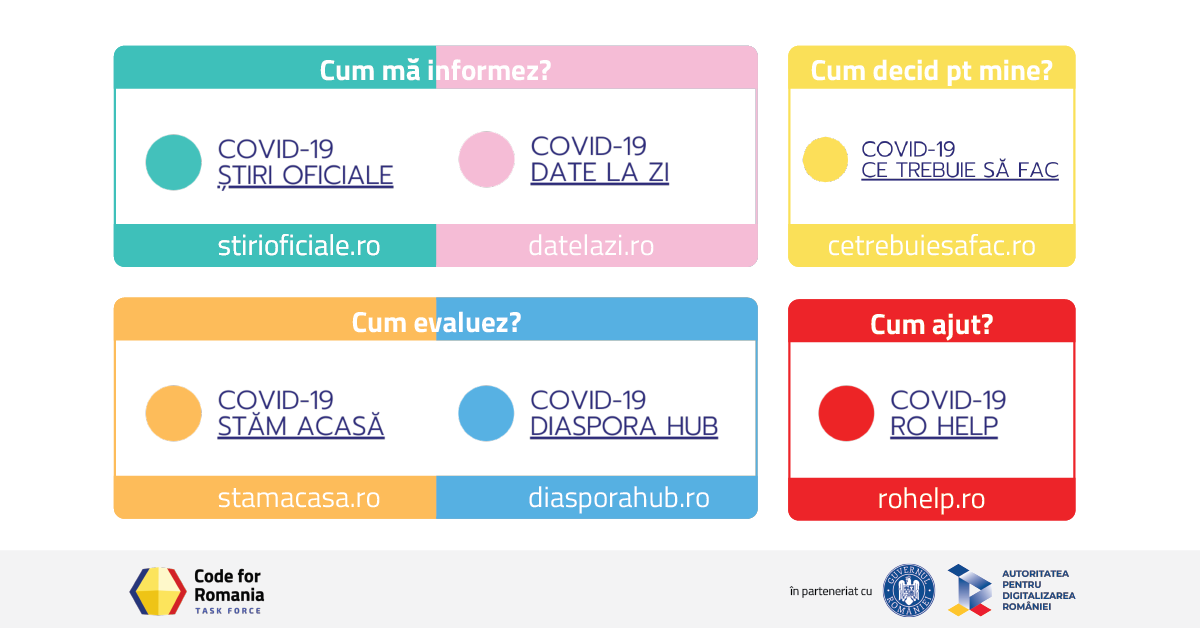 Cum mă informez?
COVID-19
ȘTIRI OFICIALE
COVID-19
DATE LA ZI
stirioficiale.ro
datelazi.ro
Cum decid pt mine?
COVID-19
CE TREBUIE SĂ FAC
cetrebuiesafac.ro
Cum evaluez?
COVID-19
STĂM ACASĂ
COVID-19
DIASPORA HUB
stamacasa.ro
diasporahub.ro
Cum ajut?
COVID-19
RO HELP
rohelp.ro
Code for
Romania
TASK FORCE
în parteneriat cu
GUVERNUL
ROMÂNIEI
AUTORITATEA
PENTRU
DIGITALIZAREA
ROMÂNIEI